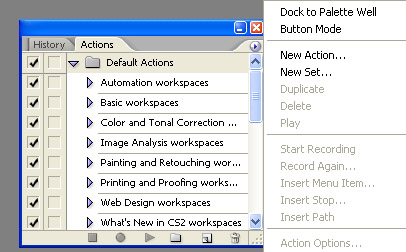 History
Actions
Default Actions
Automation workspaces
Basic workspaces
Color and Tonal Correction ...
Image Analysis workspaces
Painting and Retouching wor...
Printing and Proofing works...
Web Design workspaces
What's New in CS2 workspaces
Dock to Palette Well
Button Mode
New Action...
New Set...
Duplicate
Delete
Play
Start Recording
Record Again...
Insert Menu Item...
Insert Stop...
Insert Path
Action Options...